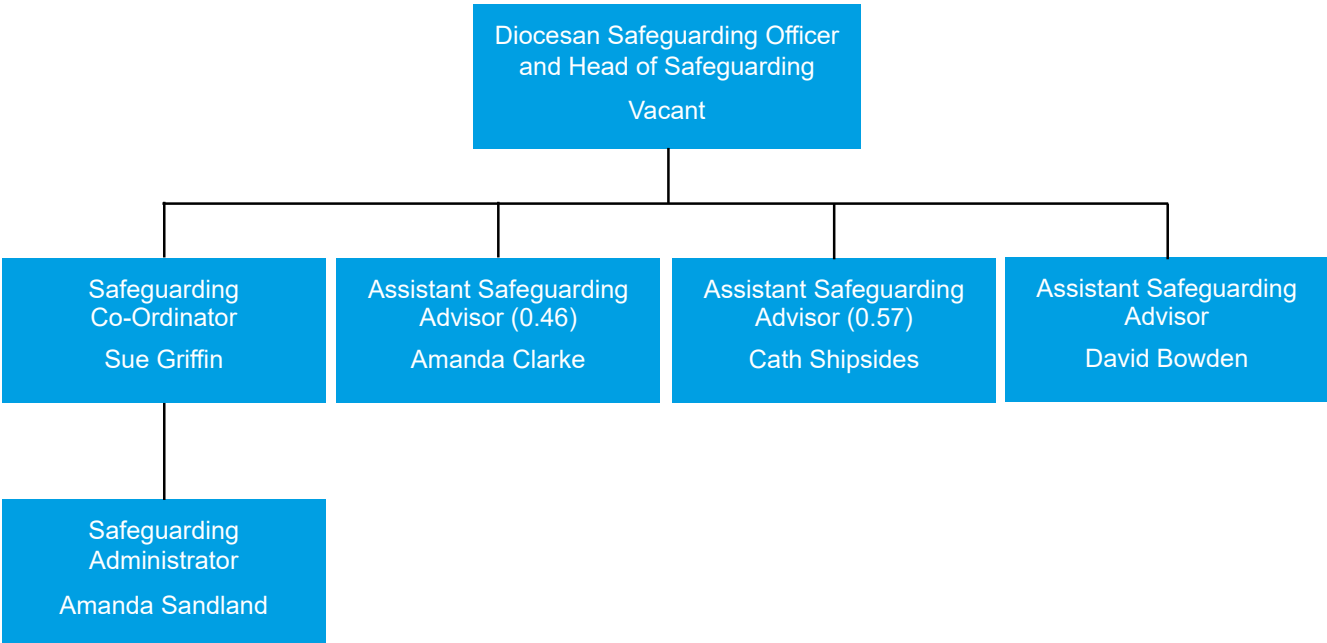 Diocesan Safeguarding Officer
and Head of Safeguarding
Vacant
Safeguarding
Co-Ordinator
Sue Griffin
Assistant Safeguarding
Advisor (0.46)
Amanda Clarke
Assistant Safeguarding
Advisor (0.57)
Cath Shipsides
Assistant Safeguarding
Advisor
David Bowden
Safeguarding
Administrator
Amanda Sandland